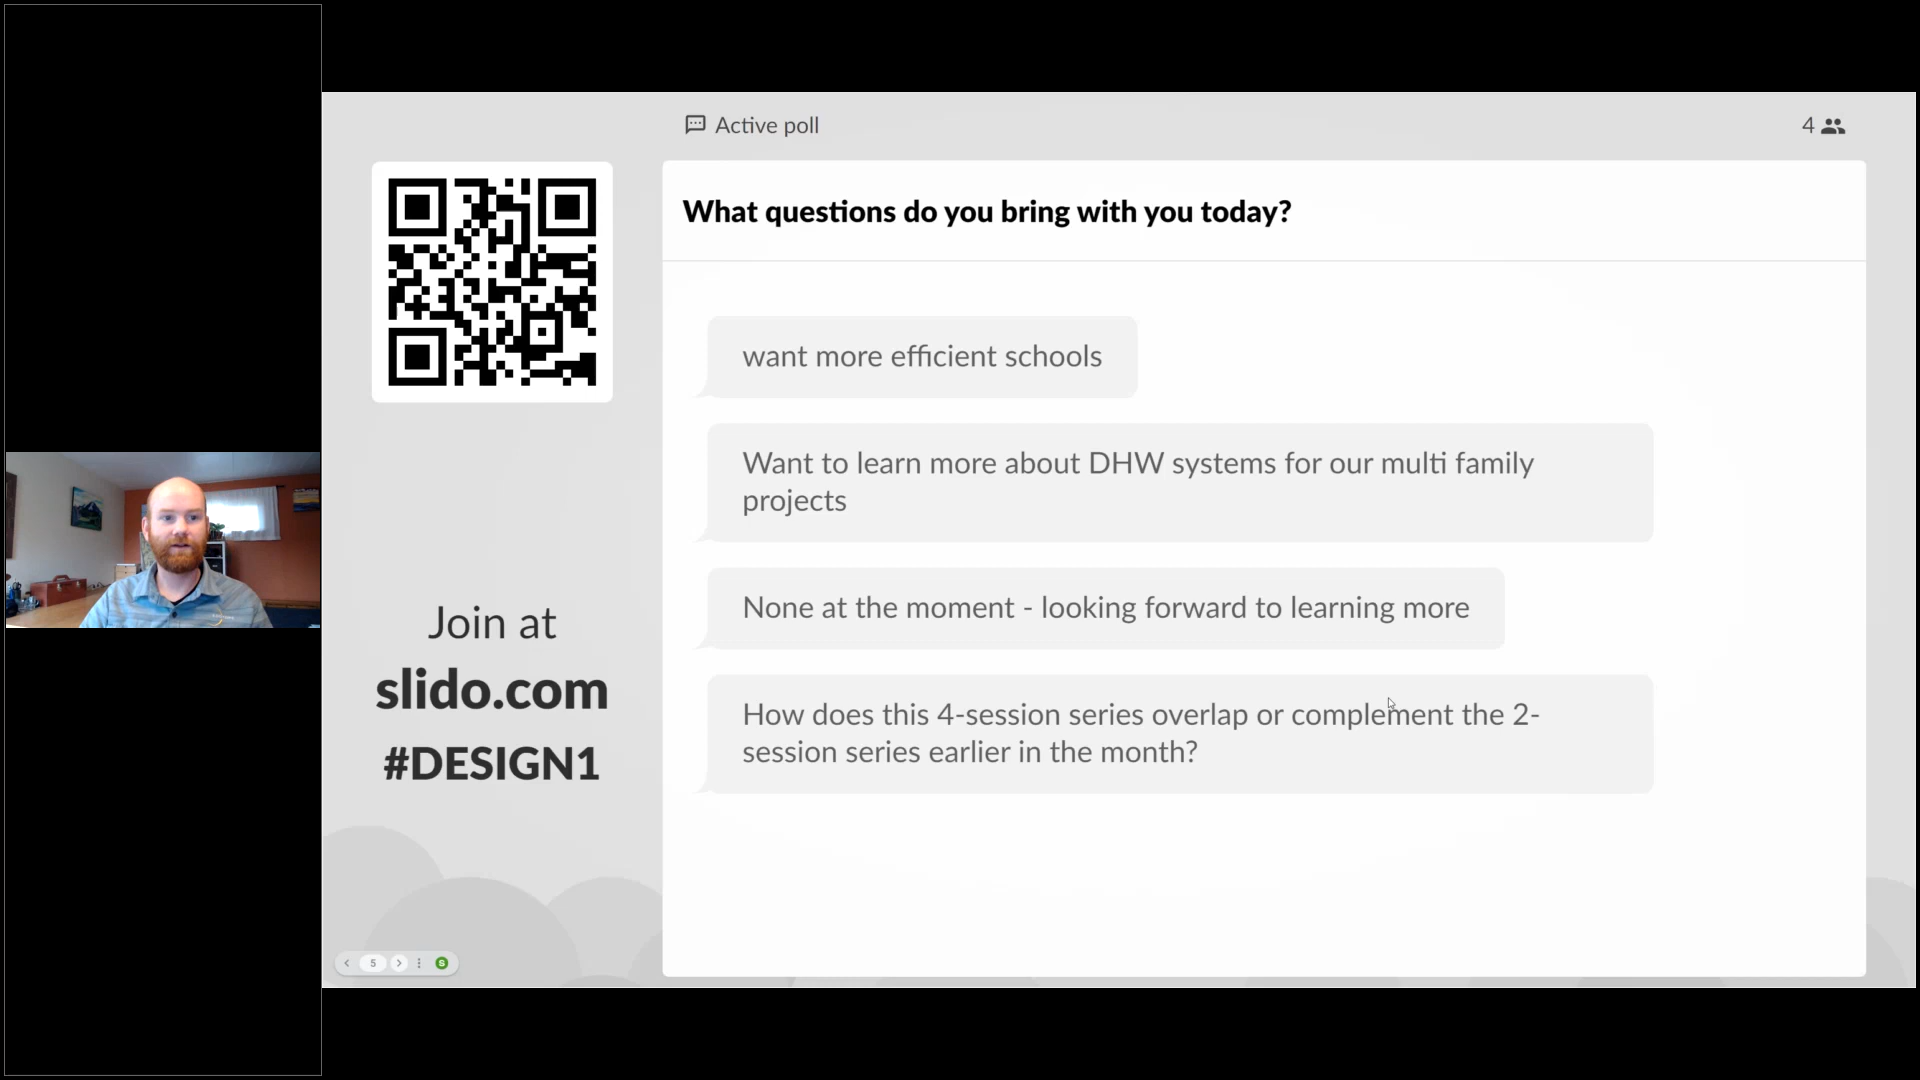 Active poll
4
What questions do you bring with you today?
want more efficient schools
Want to learn more about DHW systems for our multi family
projects
None at the moment - looking forward to learning more
How does this 4-session series overlap or complement the 2-
session series earlier in the month?
Join at
slido.com
#DESIGN1
5
S